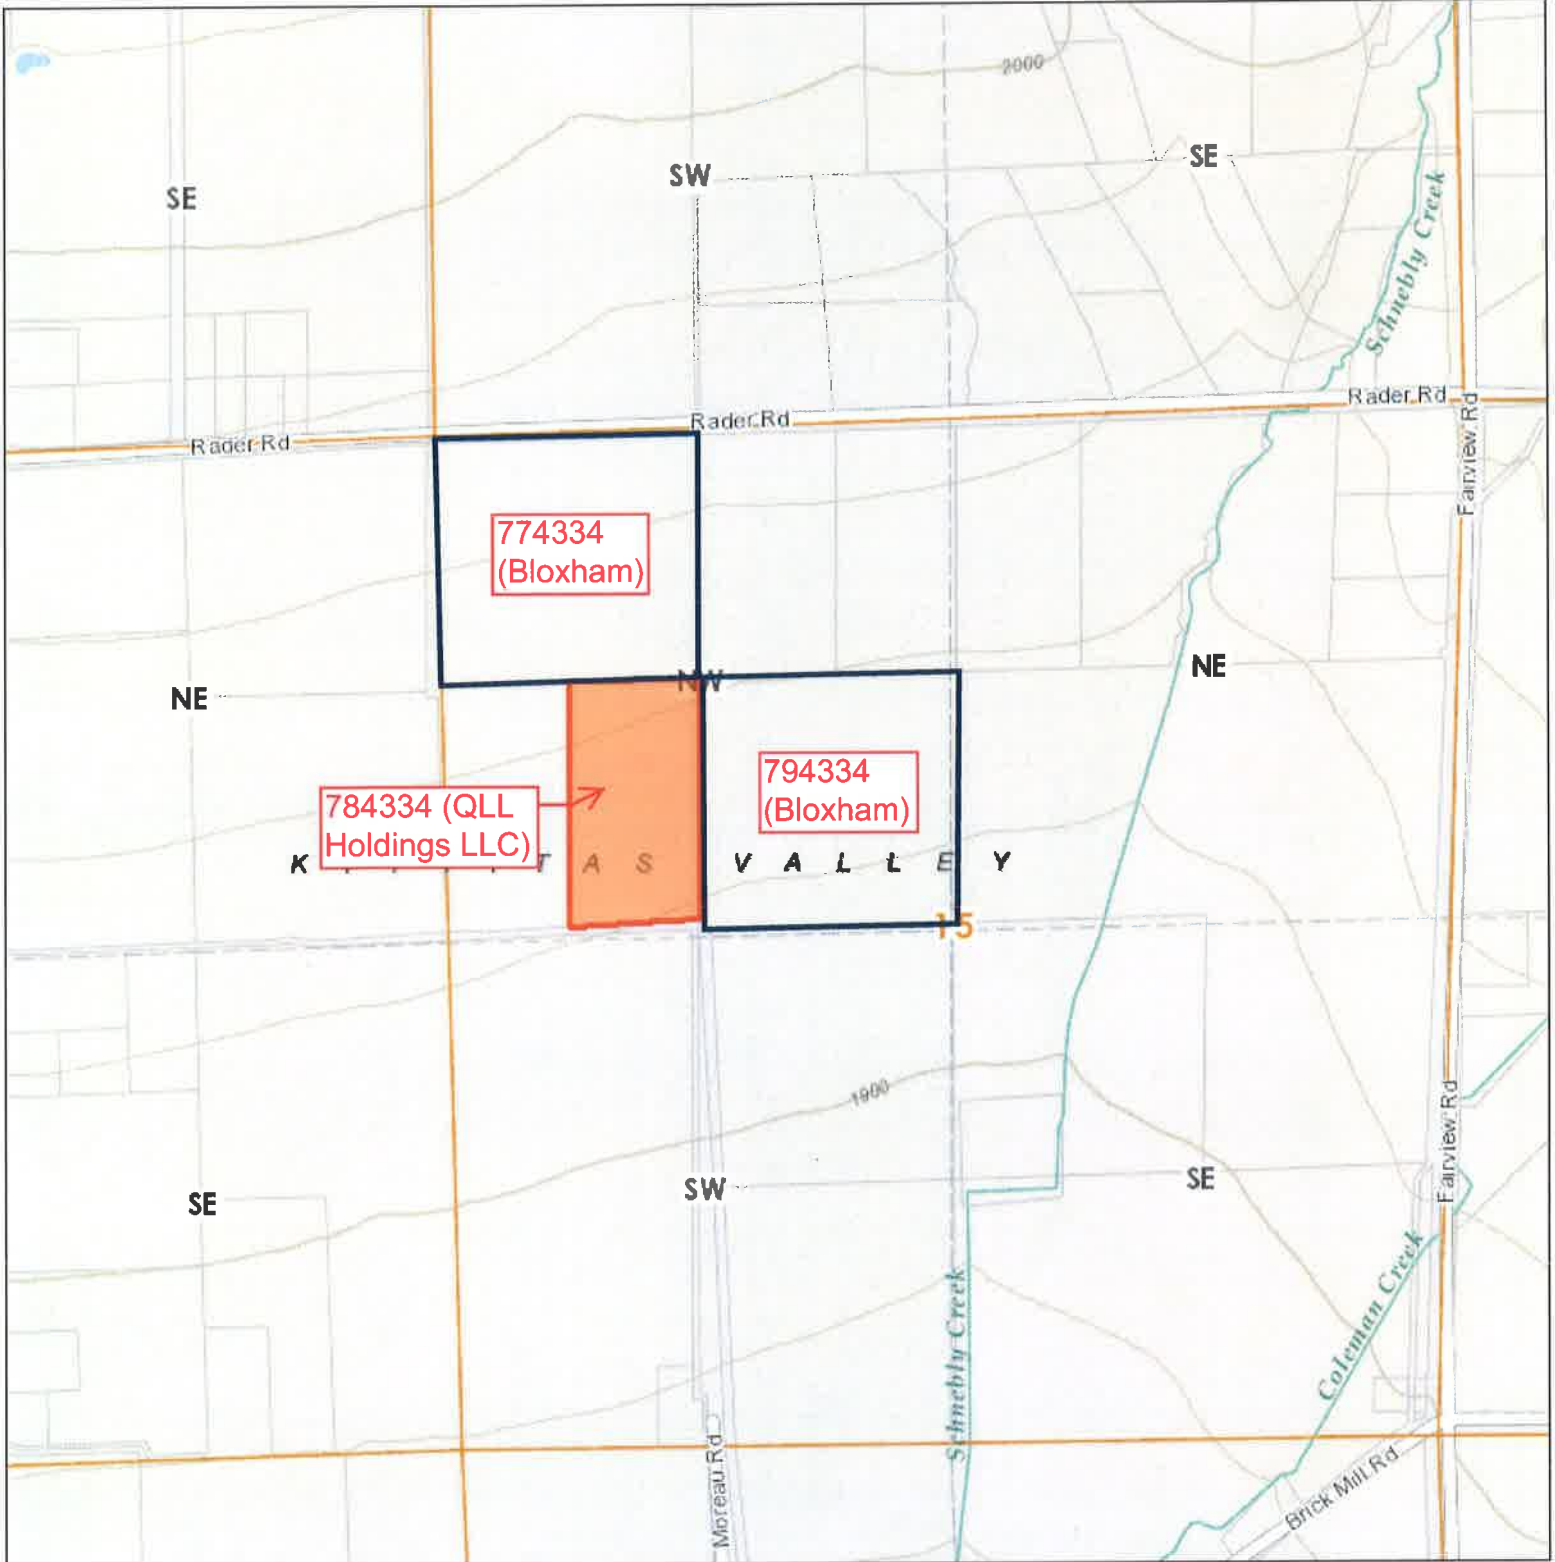 2000
SE
SW
SE
Schnebly Creek
Rader Rd
Rader Rd
Rader Rd
Fairview Rd
774334
(Bloxham)
NW
NE
NE
794334
(Bloxham)
784334 (QLL
Holdings LLC)
K T A S V A L L E Y
15
1900
Fairview Rd
SE
SW
SE
Schnebly Creek
Coleman Creek
Moreau Rd
Brick Mill Rd